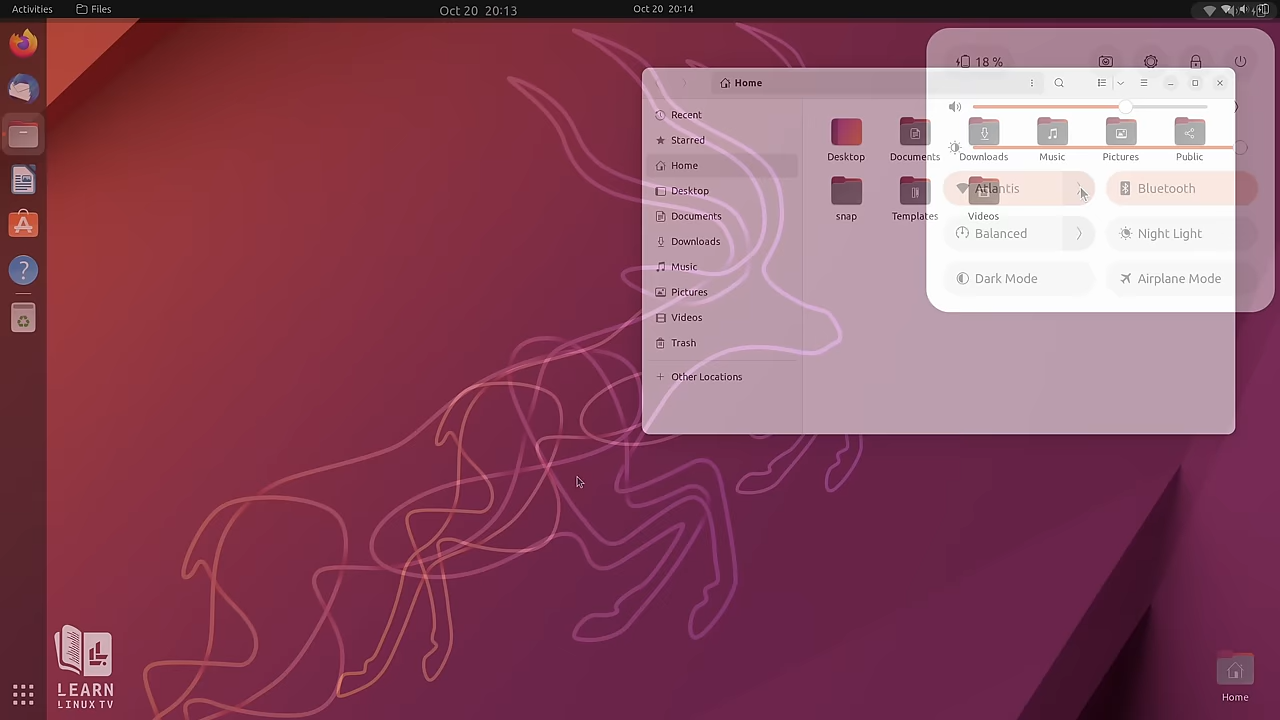 Activities Files Oct 20 20:13 Oct 20 20:14
18 %
Home
Recent
Starred
Home
Desktop
Documents
Downloads
Music
Pictures
Videos
Trash
Other Locations
Desktop Documents Downloads Music Pictures Public
snap Templates Videos
Atlantis Bluetooth
Balanced Night Light
Dark Mode Airplane Mode
LEARN
LINUX TV
Home